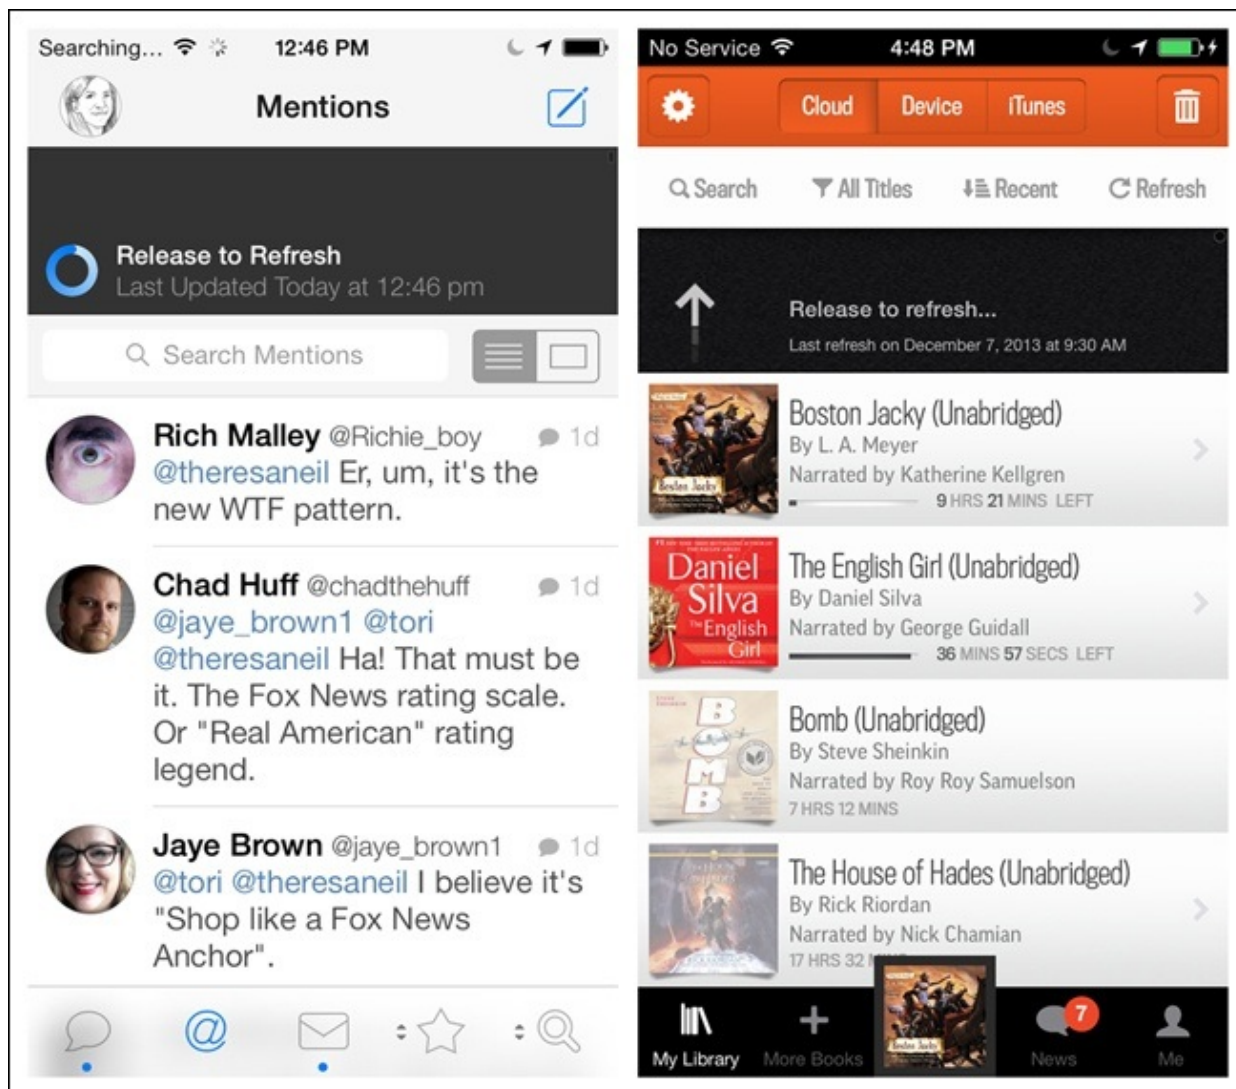 Searching... 12:46 PM
Mentions
Release to Refresh
Last Updated Today at 12:46 pm
Search Mentions
Rich Malley @Richie_boy 1d
@theresaneil Er, um, it's the
new WTF pattern.
Chad Huff @chadthehuff 1d
@jaye_brown1 @tori
@theresaneil Ha! That must be
it. The Fox News rating scale.
Or "Real American" rating
legend.
Jaye Brown @jaye_brown1 1d
@tori @theresaneil I believe it's
"Shop like a Fox News
Anchor".
@
No Service 4:48 PM
Cloud Device iTunes
Search All Titles Recent Refresh
Release to refresh...
Last refresh on December 7, 2013 at 9:30 AM
Boston Jacky
Boston Jacky (Unabridged)
By L. A. Meyer
Narrated by Katherine Kellgren
9 HRS 21 MINS LEFT
Daniel
Silva
The English
Girl
The English Girl (Unabridged)
By Daniel Silva
Narrated by George Guidall
36 MINS 57 SECS LEFT
BOMB
Bomb (Unabridged)
By Steve Sheinkin
Narrated by Roy Roy Samuelson
7 HRS 12 MINS
The House of Hades (Unabridged)
By Rick Riordan
Narrated by Nick Chamian
17 HRS 32
Boston Jacky
7
My Library More Books News Me